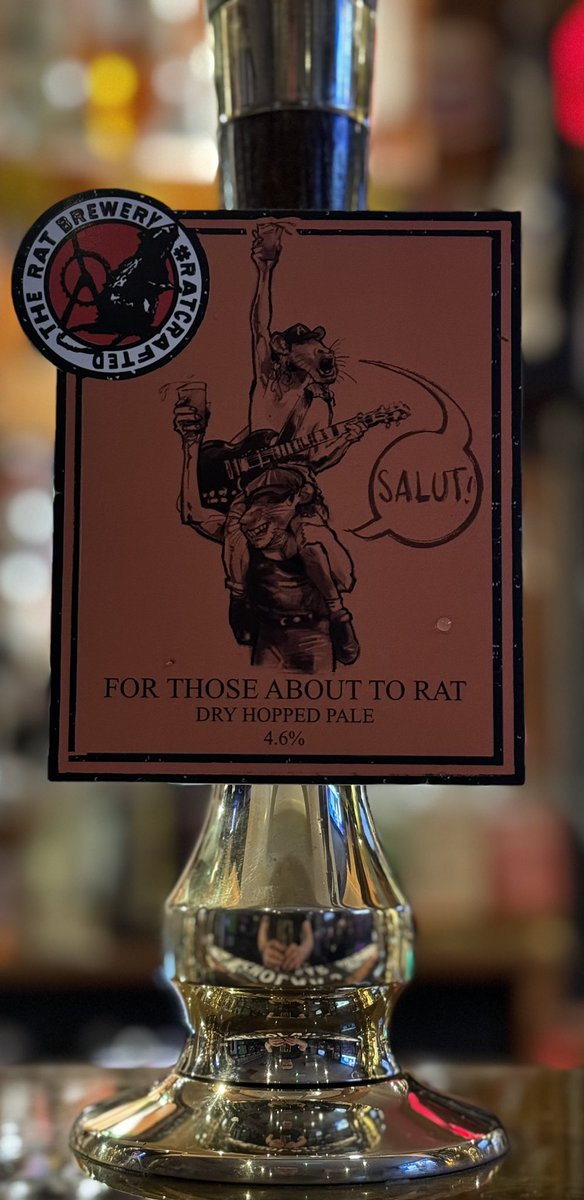 THE RAT BREWERY
#RATCRAFTED
SALUT!
FOR THOSE ABOUT TO RAT
DRY HOPPED PALE
4.6%